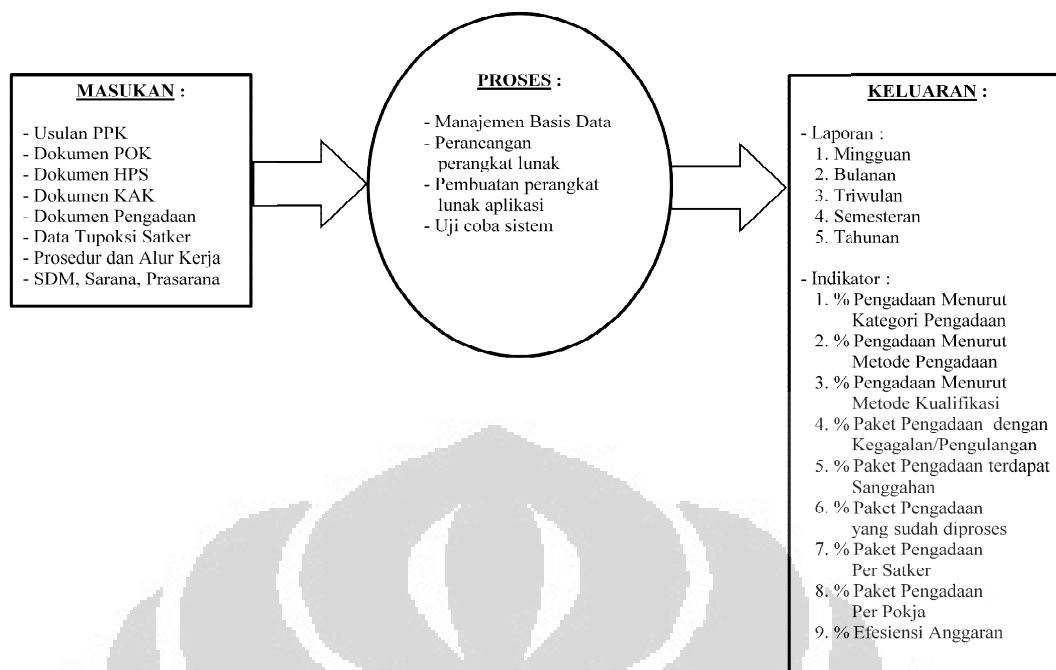 MASUKAN :
- Usulan PPK
- Dokumen POK
- Dokumen HPS
- Dokumen KAK
- Dokumen Pengadaan
- Data Tupoksi Satker
- Prosedur dan Alur Kerja
- SDM, Sarana, Prasarana
PROSES :
- Manajemen Basis Data
- Perancangan
perangkat lunak
- Pembuatan perangkat
lunak aplikasi
- Uji coba sistem
KELUARAN :
- Laporan :
1. Mingguan
2. Bulanan
3. Triwulan
4. Semesteran
5. Tahunan
- Indikator :
1. % Pengadaan Menurut
Kategori Pengadaan
2. % Pengadaan Menurut
Metode Pengadaan
3. % Pengadaan Menurut
Metode Kualifikasi
4. % Paket Pengadaan dengan
Kegagalan/Pengulangan
5. % Paket Pengadaan terdapat
Sanggahan
6. % Paket Pengadaan
yang sudah diproses
7. % Paket Pengadaan
Per Satker
8. % Paket Pengadaan
Per Pokja
9. % Efesiensi Anggaran